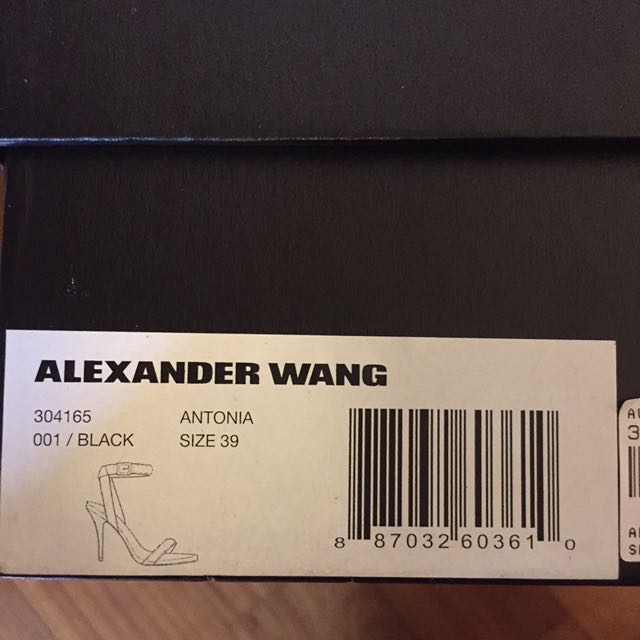 ALEXANDER WANG
304165 ANTONIA
001 / BLACK SIZE 39
8 87032 60361 0